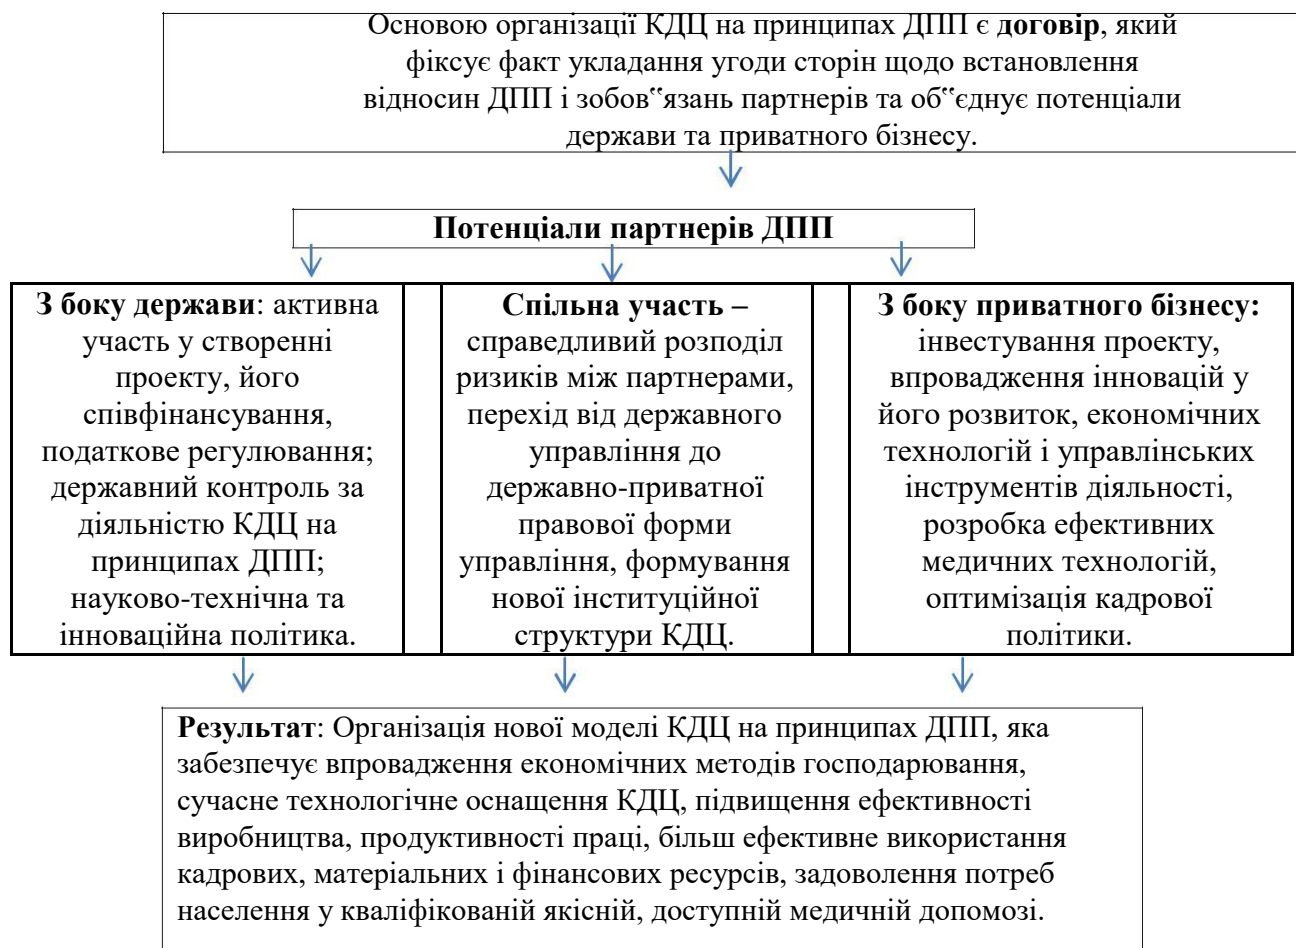 Основою організації КДЦ на принципах ДПП є договір, який
фіксує факт укладання угоди сторін щодо встановлення
відносин ДПП і зобов‟язань партнерів та об‟єднує потенціали
держави та приватного бізнесу.
Потенціали партнерів ДПП
З боку держави: активна
участь у створенні
проекту, його
співфінансування,
податкове регулювання;
державний контроль за
діяльністю КДЦ на
принципах ДПП;
науково-технічна та
інноваційна політика.
Спільна участь –
справедливий розподіл
ризиків між партнерами,
перехід від державного
управління до
державно-приватної
правової форми
управління, формування
нової інституційної
структури КДЦ.
З боку приватного бізнесу:
інвестування проекту,
впровадження інновацій у
його розвиток, економічних
технологій і управлінських
інструментів діяльності,
розробка ефективних
медичних технологій,
оптимізація кадрової
політики.
Результат: Організація нової моделі КДЦ на принципах ДПП, яка
забезпечує впровадження економічних методів господарювання,
сучасне технологічне оснащення КДЦ, підвищення ефективності
виробництва, продуктивності праці, більш ефективне використання
кадрових, матеріальних і фінансових ресурсів, задоволення потреб
населення у кваліфікованій якісній, доступній медичній допомозі.